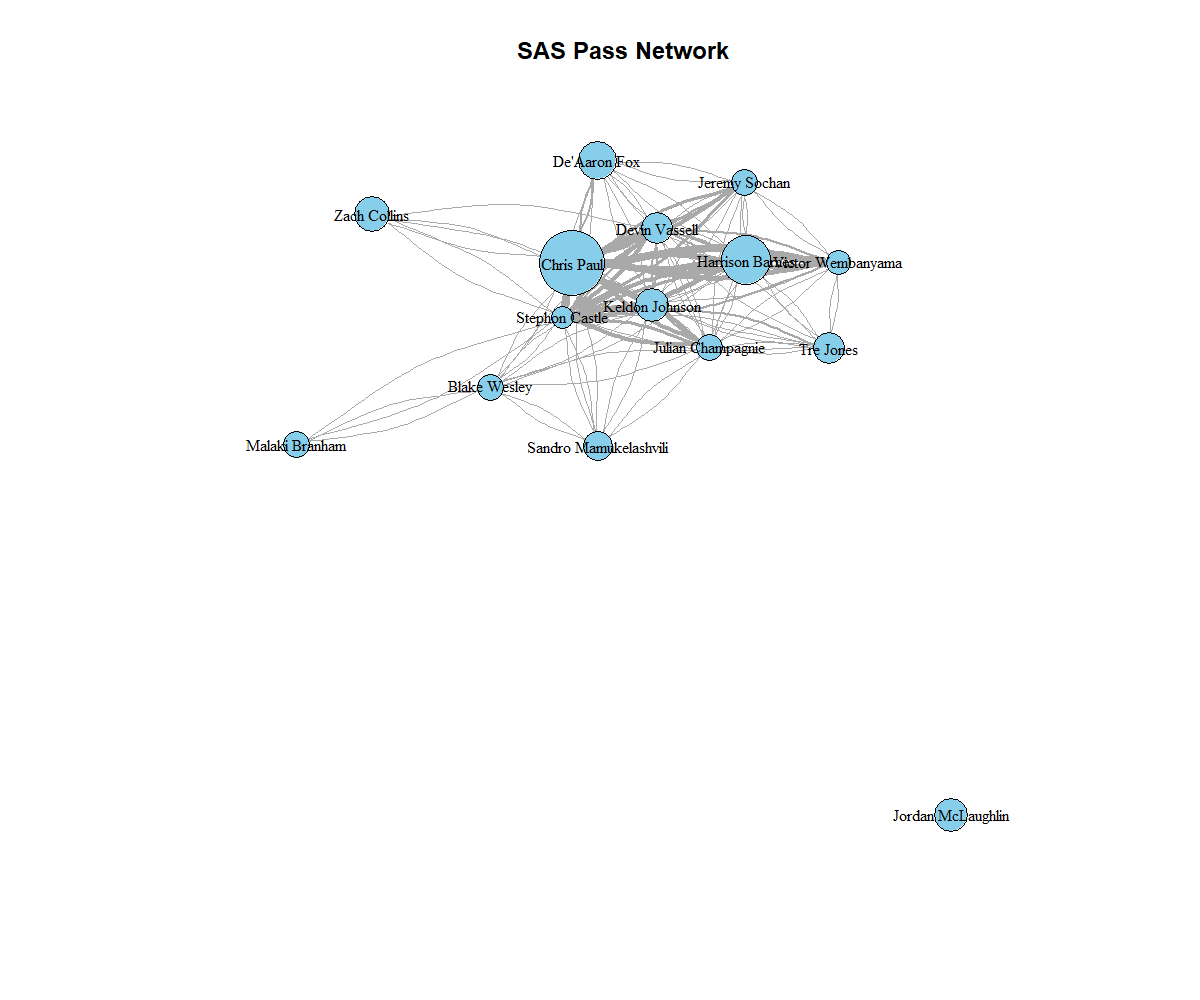 SAS Pass Network
De'Aaron Fox
Jeremy Sochan
Zach Collins
Devin Vassell
Chris Paul
Harrison Barnes
Victor Wembanyama
Keldon Johnson
Stephon Castle
Julian Champagnie
Tre Jones
Blake Wesley
Malaki Branham
Sandro Mamukelashvili
Jordan McLaughlin